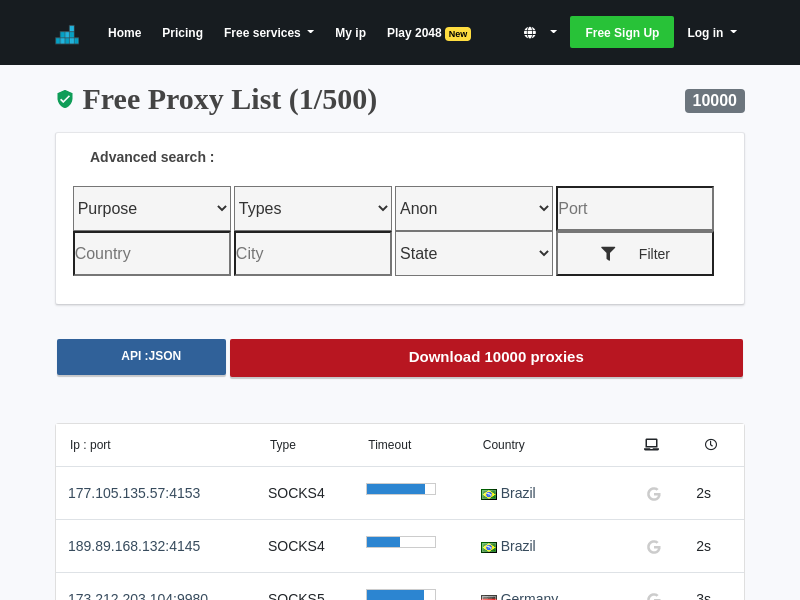 Home Pricing Free services My ip Play 2048 New Free Sign Up Log in
Free Proxy List (1/500) 10000
Advanced search :
Purpose Types Anon Port
Country City State Filter
API :JSON Download 10000 proxies
Ip : port Type Timeout Country
177.105.135.57:4153 SOCKS4 Brazil 2s
189.89.168.132:4145 SOCKS4 Brazil 2s
173.212.203.104:9980 SOCKS5 Germany 3s